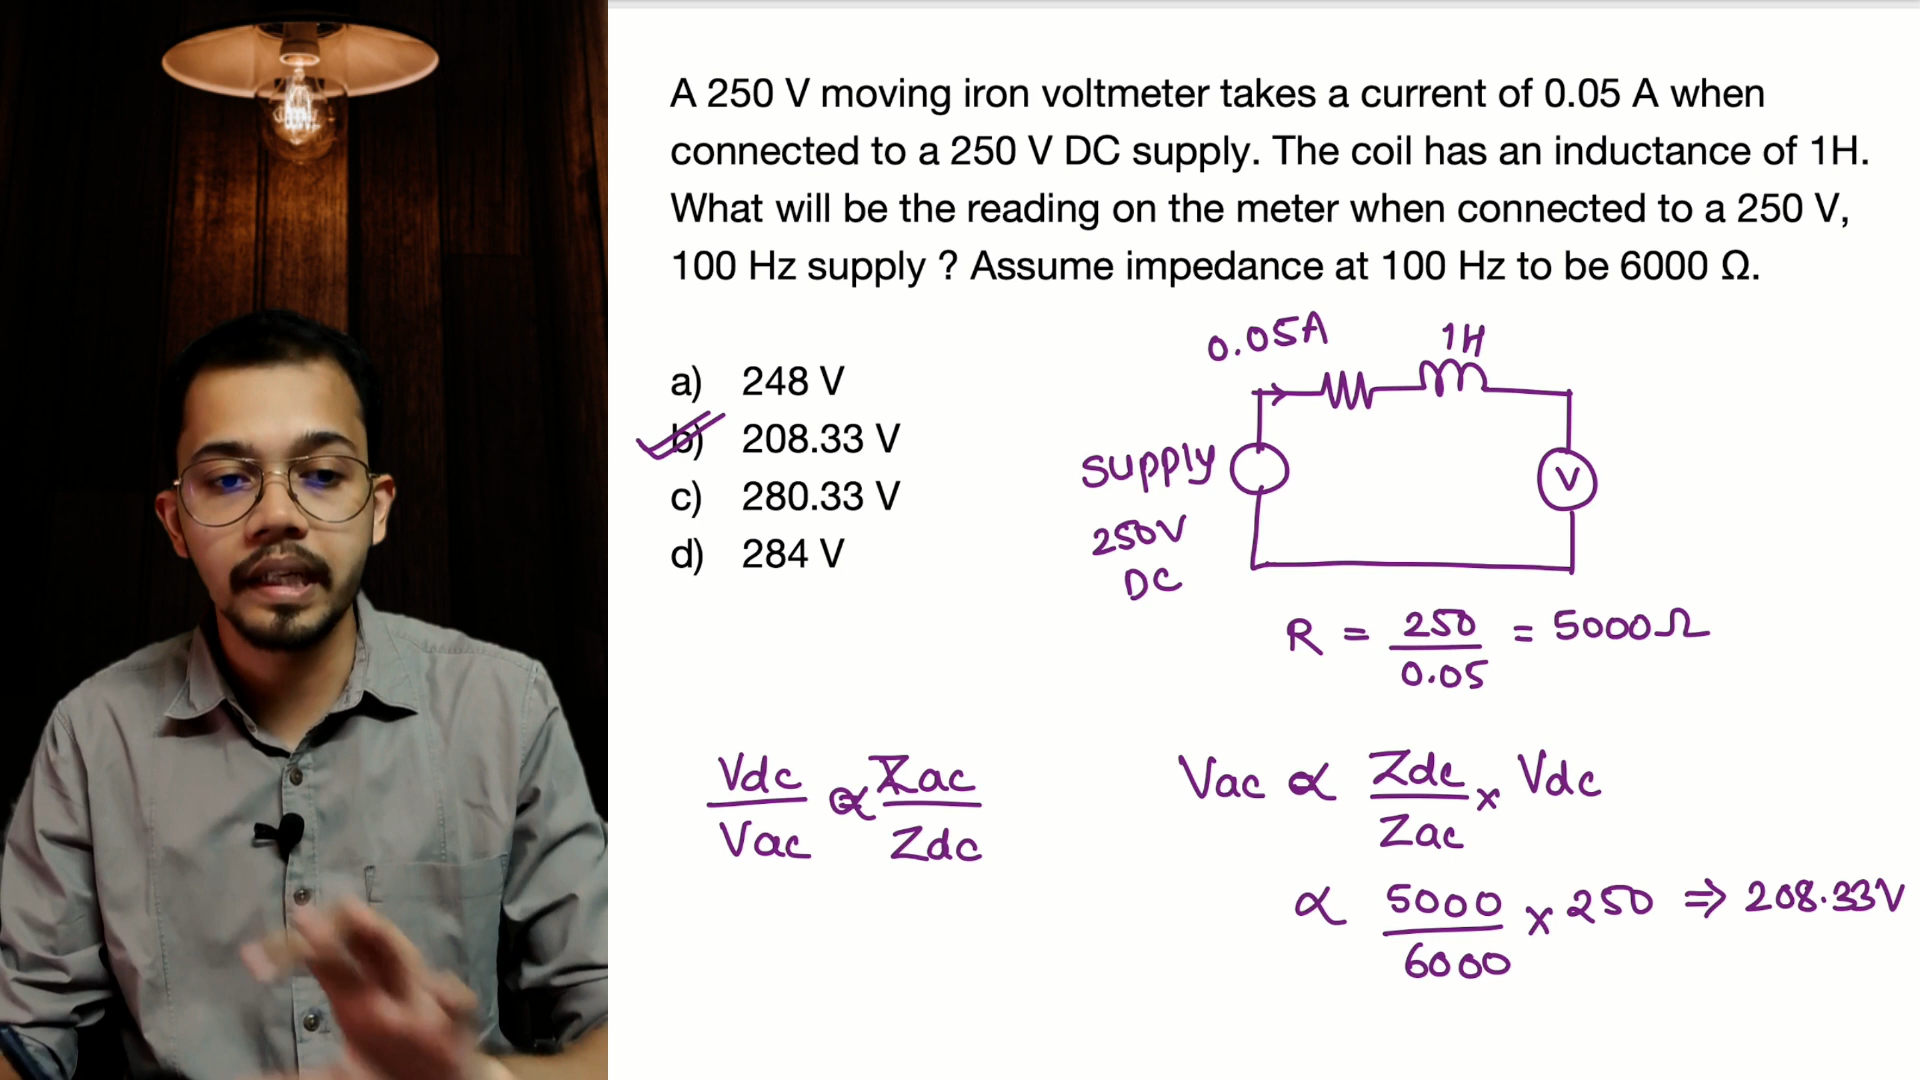 A 250 V moving iron voltmeter takes a current of 0.05 A when
connected to a 250 V DC supply. The coil has an inductance of 1H.
What will be the reading on the meter when connected to a 250 V,
100 Hz supply ? Assume impedance at 100 Hz to be 6000 Ω.
a) 248 V
b) 208.33 V
c) 280.33 V
d) 284 V
0.05A
1H
supply
250V
DC
V
R = 250/0.05 = 5000Ω
Vdc/Vac ∝ Zac/Zdc
Vac ∝ Zdc/Zac x Vdc
∝ 5000/6000 x 250 ⇒ 208.33V